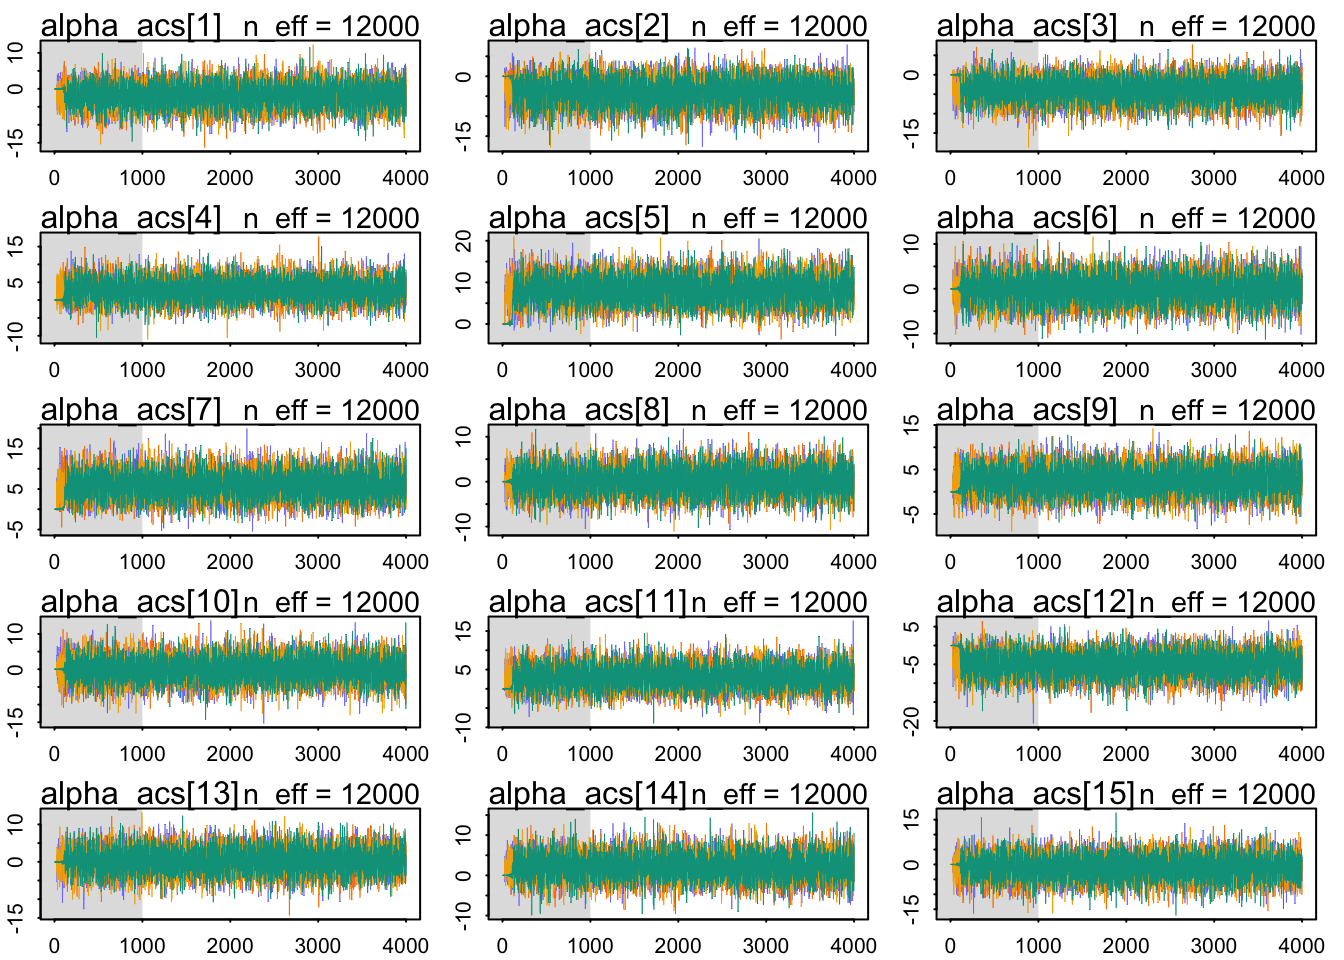 alpha_acs[1] n_eff = 12000 alpha_acs[2] n_eff = 12000 alpha_acs[3] n_eff = 12000
10 0 -15 0 -15 0 -15
0 1000 2000 3000 4000 0 1000 2000 3000 4000 0 1000 2000 3000 4000
alpha_acs[4] n_eff = 12000 alpha_acs[5] n_eff = 12000 alpha_acs[6] n_eff = 12000
15 5 -10 20 10 0 10 0 -10
0 1000 2000 3000 4000 0 1000 2000 3000 4000 0 1000 2000 3000 4000
alpha_acs[7] n_eff = 12000 alpha_acs[8] n_eff = 12000 alpha_acs[9] n_eff = 12000
15 5 -5 10 0 -10 15 5 -5
0 1000 2000 3000 4000 0 1000 2000 3000 4000 0 1000 2000 3000 4000
alpha_acs[10] n_eff = 12000 alpha_acs[11] n_eff = 12000 alpha_acs[12] n_eff = 12000
10 0 -15 15 5 -10 5 -5 -20
0 1000 2000 3000 4000 0 1000 2000 3000 4000 0 1000 2000 3000 4000
alpha_acs[13] n_eff = 12000 alpha_acs[14] n_eff = 12000 alpha_acs[15] n_eff = 12000
10 0 -15 10 0 -10 15 0 -15
0 1000 2000 3000 4000 0 1000 2000 3000 4000 0 1000 2000 3000 4000